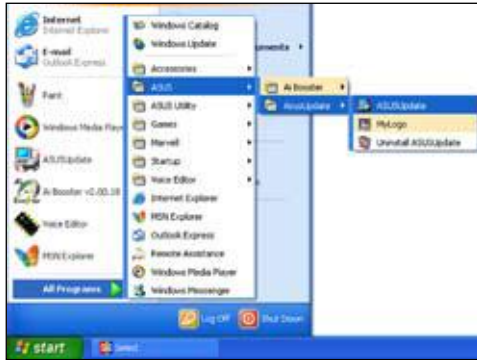 Internet
Internet Explorer
E-mail
Outlook Express
Paint
Windows Media Play
ASUSUpdate
Ai Booster v2.00.18
Voice Editor
MSN Explorer
All Programs
Windows Catalog
Windows Update
Accessories
ASUS
ASUS Utility
Games
Marvell
Startup
Voice Editor
Internet Explorer
MSN Explorer
Outlook Express
Remote Assistance
Windows Media Player
Windows Messenger
uments
Ai Booster
AsusUpdate
ASUSUpdate
MyLogo
Uninstall ASUSUpdate
Log Off
Shut Down
start